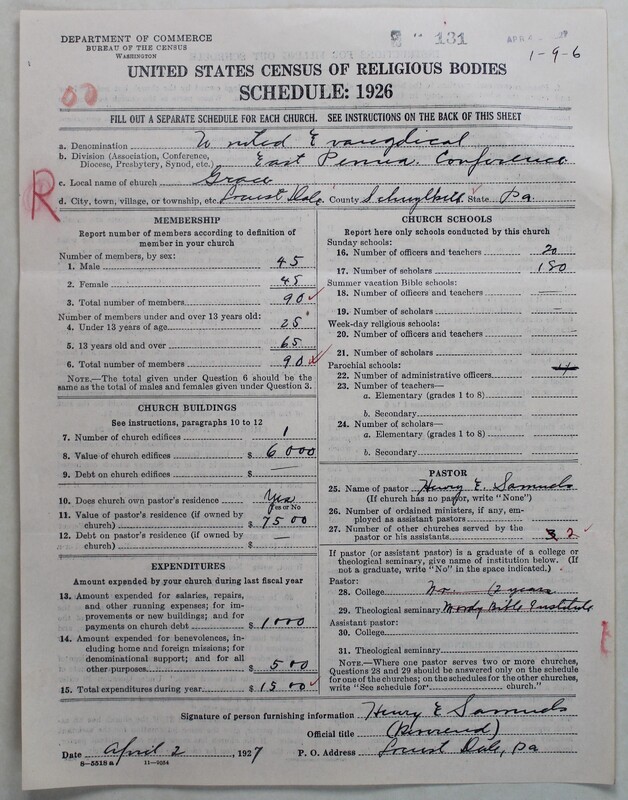 DEPARTMENT OF COMMERCE
BUREAU OF THE CENSUS
WASHINGTON
131
1-9-6
UNITED STATES CENSUS OF RELIGIOUS BODIES
SCHEDULE: 1926
FILL OUT A SEPARATE SCHEDULE FOR EACH CHURCH. SEE INSTRUCTIONS ON THE BACK OF THIS SHEET
a. Denomination United Evangelical
b. Division (Association, Conference, Diocese, Presbytery, Synod, etc.) East Penna. Conference
c. Local name of church Grace
R
d. City, town, village, or township, etc. Locust Dale County Schuylkill State Pa.
MEMBERSHIP
Report number of members according to definition of member in your church
Number of members, by sex:
1. Male 45
2. Female 45
3. Total number of members 90
Number of members under and over 13 years old:
4. Under 13 years of age 25
5. 13 years old and over 65
6. Total number of members 90
NOTE.—The total given under Question 6 should be the same as the total of males and females given under Question 3.
CHURCH BUILDINGS
See instructions, paragraphs 10 to 12
7. Number of church edifices 1
8. Value of church edifices $ 6000
9. Debt on church edifices $ —
10. Does church own pastor's residence Yes
Yes or No
11. Value of pastor's residence (if owned by church) $ 7500
12. Debt on pastor's residence (if owned by church) $ —
EXPENDITURES
Amount expended by your church during last fiscal year
13. Amount expended for salaries, repairs, and other running expenses; for improvements or new buildings; and for payments on church debt $ 1000
14. Amount expended for benevolences, including home and foreign missions; for denominational support; and for all other purposes $ 500
15. Total expenditures during year $ 1500
CHURCH SCHOOLS
Report here only schools conducted by this church
Sunday schools:
16. Number of officers and teachers 20
17. Number of scholars 180
Summer vacation Bible schools:
18. Number of officers and teachers —
19. Number of scholars —
Week-day religious schools:
20. Number of officers and teachers —
21. Number of scholars
Parochial schools:
22. Number of administrative officers
23. Number of teachers—
a. Elementary (grades 1 to 8)
b. Secondary
24. Number of scholars—
a. Elementary (grades 1 to 8)
b. Secondary
PASTOR
25. Name of pastor Henry E. Samuels
(If church has no pastor, write "None")
26. Number of ordained ministers, if any, employed as assistant pastors
27. Number of other churches served by the pastor or his assistants 3 2
If pastor (or assistant pastor) is a graduate of a college or theological seminary, give name of institution below. (If not a graduate, write "No" in the space indicated.)
Pastor:
28. College No (2 years
29. Theological seminary Moody Bible Institute
Assistant pastor:
30. College
31. Theological seminary
NOTE.—Where one pastor serves two or more churches, Questions 28 and 29 should be answered only on the schedule for one of the churches; on the schedules for the other churches, write "See schedule for church."
Signature of person furnishing information Henry E Samuels
Official title (Reverend)
Date April 2, 1927 P. O. Address Locust Dale, Pa
8—5518 a 11—9054